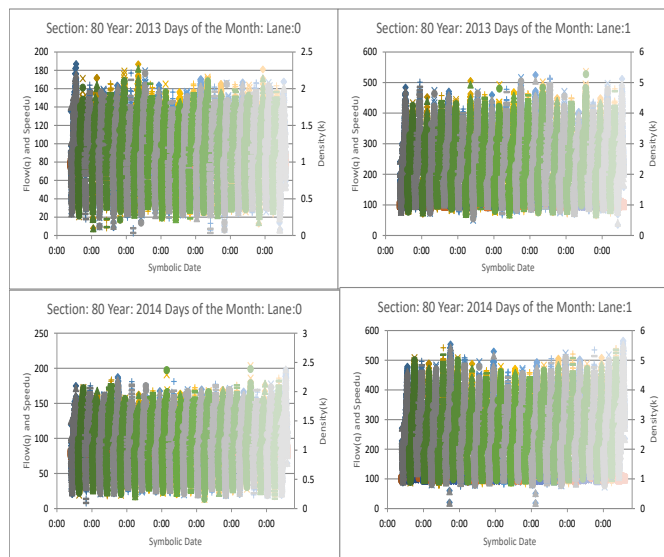 Section: 80 Year: 2013 Days of the Month: Lane:0
200
180
160
140
120
100
80
60
40
20
0
2.5
2
1.5
1
0.5
0
Flow(q) and Speedu)
Density(k)
0:00 0:00 0:00 0:00 0:00 0:00 0:00
Symbolic Date
Section: 80 Year: 2013 Days of the Month: Lane:1
600
500
400
300
200
100
0
6
5
4
3
2
1
0
Flow(q) and Speedu)
Density(k)
0:00 0:00 0:00 0:00 0:00 0:00 0:00
Symbolic Date
Section: 80 Year: 2014 Days of the Month: Lane:0
250
200
150
100
50
0
3
2.5
2
1.5
1
0.5
0
Flow(q) and Speedu)
Density(k)
0:00 0:00 0:00 0:00 0:00 0:00 0:00
Symbolic Date
Section: 80 Year: 2014 Days of the Month: Lane:1
600
500
400
300
200
100
0
6
5
4
3
2
1
0
Flow(q) and Speedu)
Density(k)
0:00 0:00 0:00 0:00 0:00 0:00 0:00
Symbolic Date